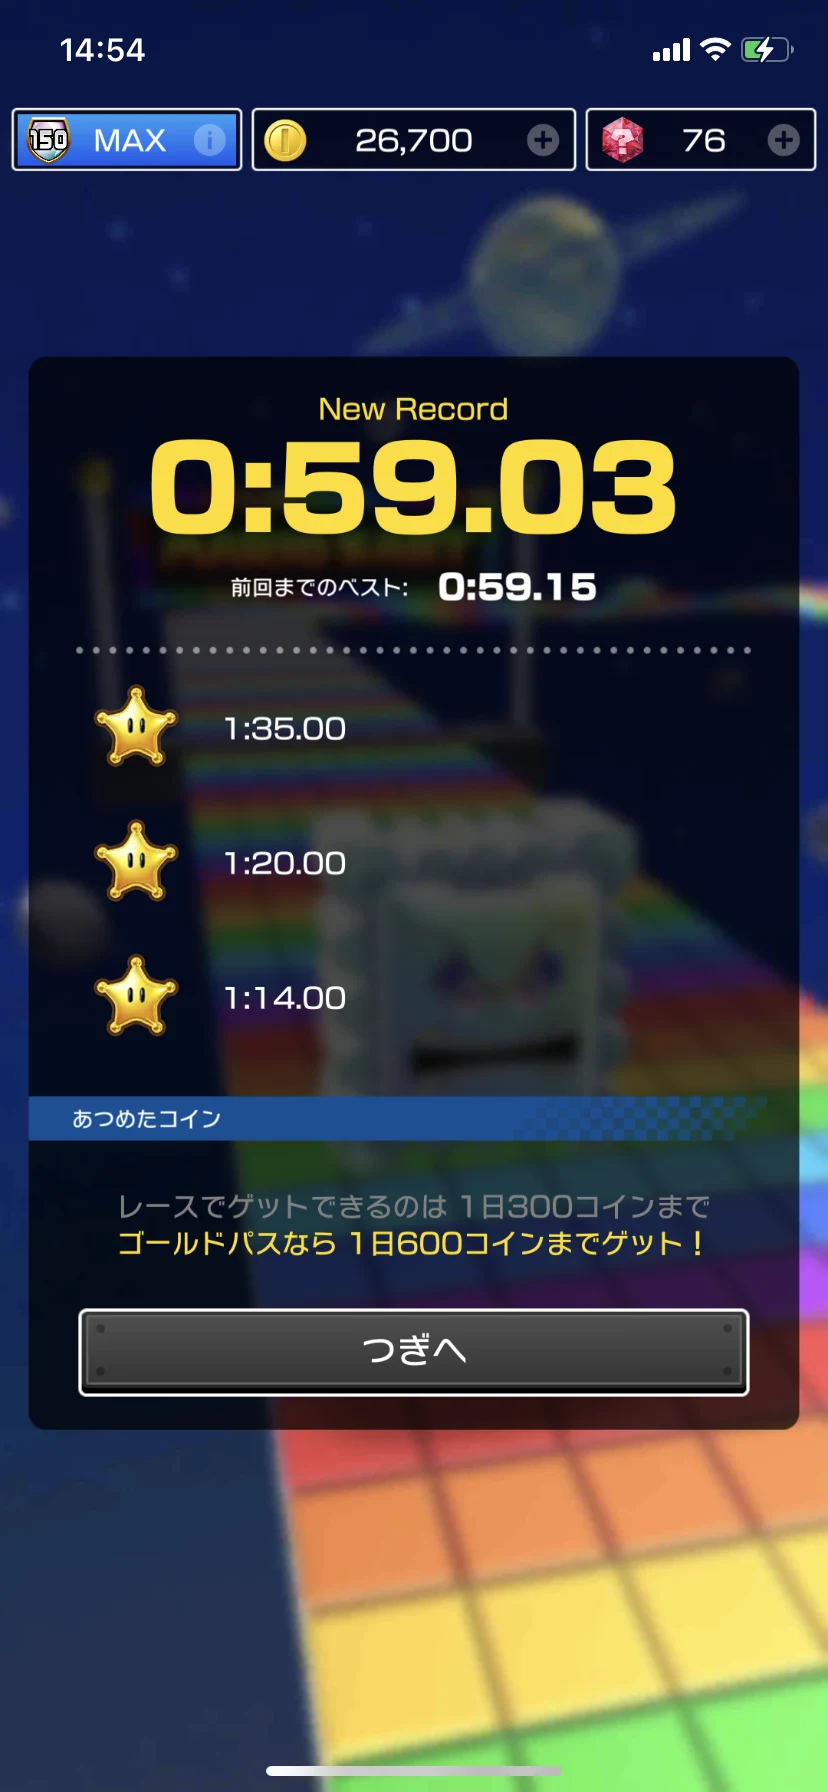 14:54
150 MAX i 26,700 + ? 76 +
New Record
0:59.03
前回までのベスト: 0:59.15
1:35.00
1:20.00
1:14.00
あつめたコイン
レースでゲットできるのは 1日300コインまで
ゴールドパスなら 1日600コインまでゲット！
つぎへ